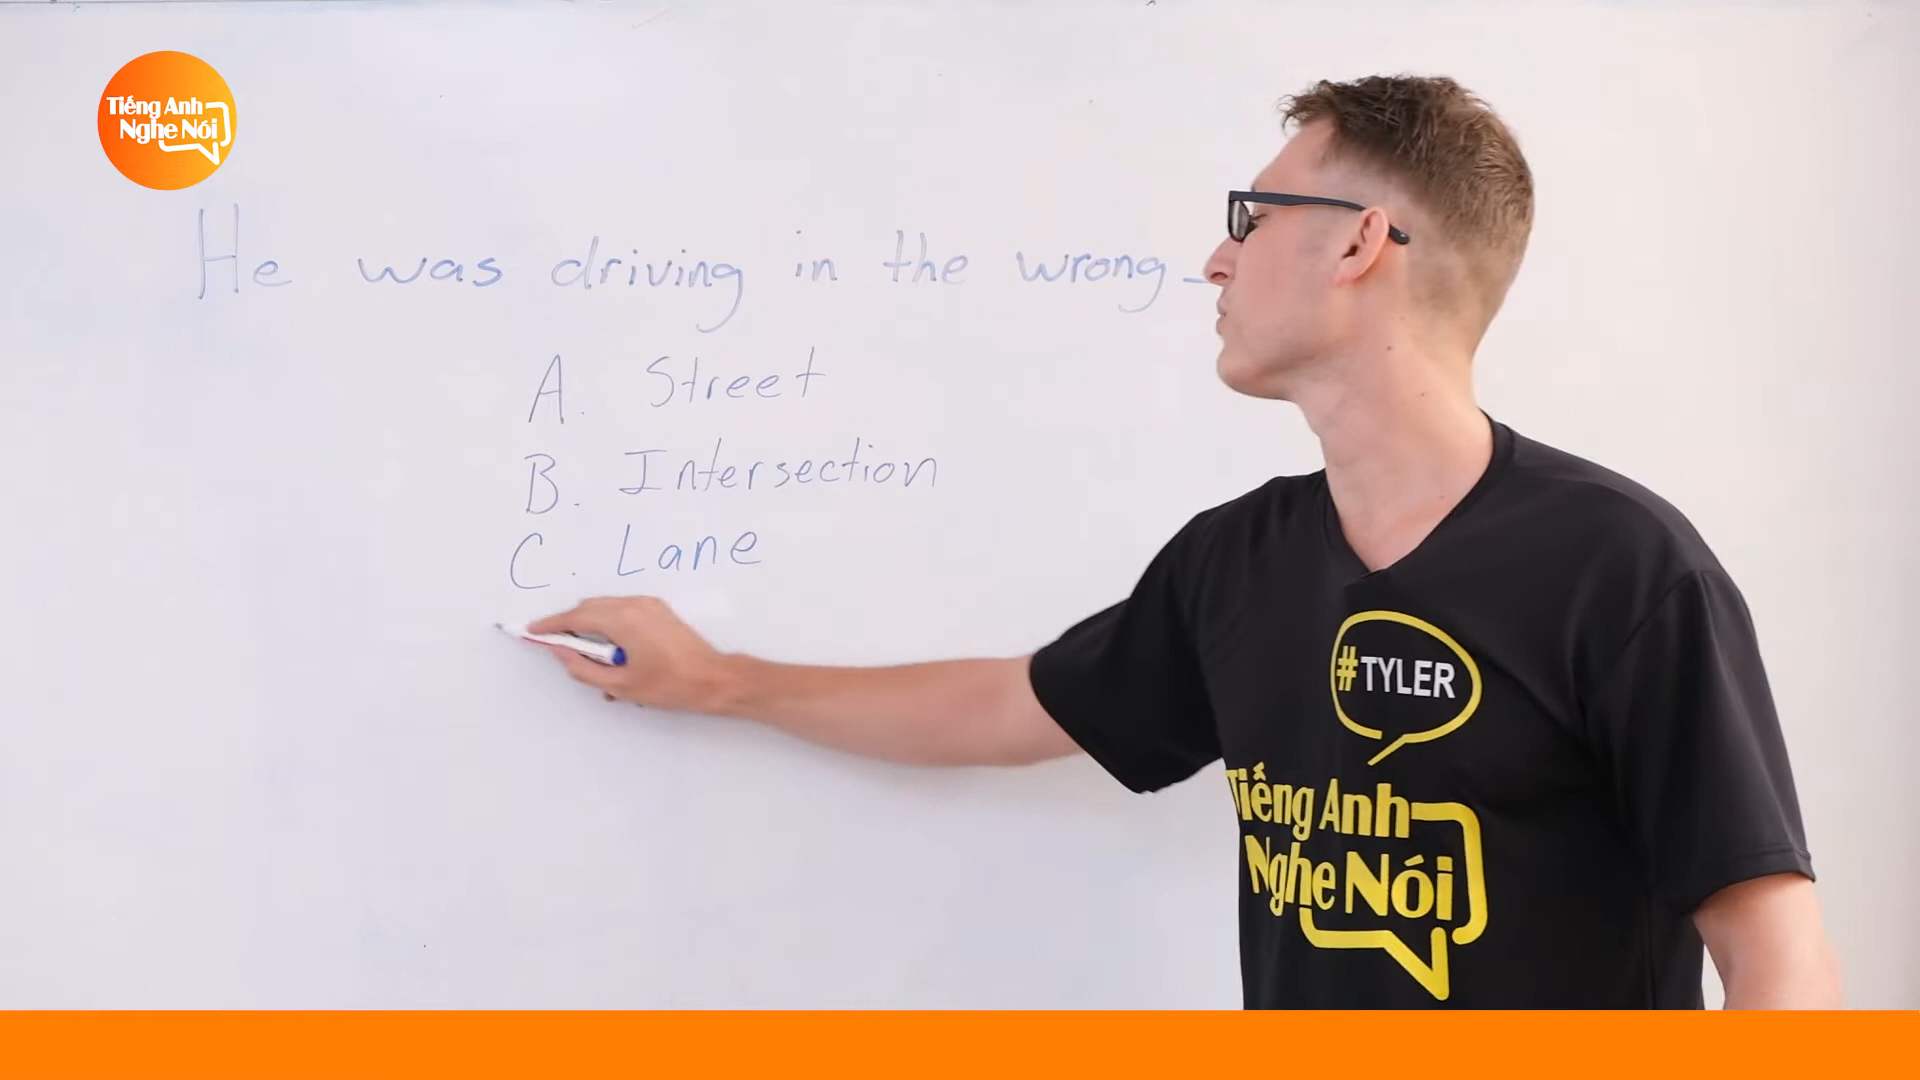 Tiếng Anh
Nghe Nói
He was driving in the wrong
A. Street
B. Intersection
C. Lane
#TYLER
Tiếng Anh
Nghe Nói